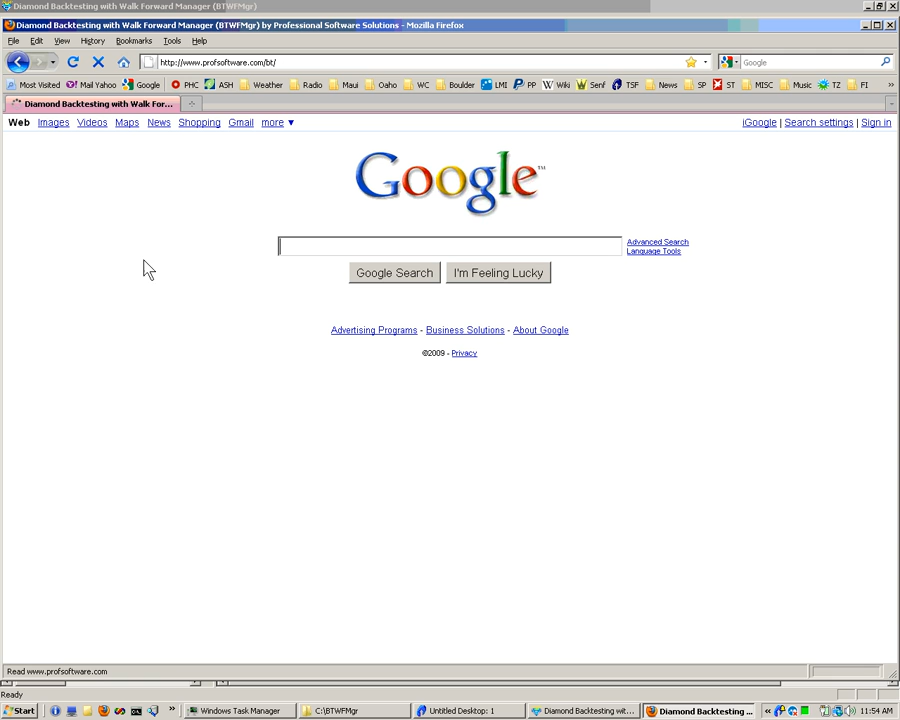 Diamond Backtesting with Walk Forward Manager (BTWFMgr)
Diamond Backtesting with Walk Forward Manager (BTWFMgr) by Professional Software Solutions - Mozilla Firefox
File Edit View History Bookmarks Tools Help
http://www.profsoftware.com/bt/ Google
Most Visited Mail Yahoo Google PHC ASH Weather Radio Maui Oaho WC Boulder LMI PP Wiki Senf TSF News SP ST MISC Music TZ FI »
Diamond Backtesting with Walk For...
Web Images Videos Maps News Shopping Gmail more ▼ iGoogle | Search settings | Sign in
Google™
Advanced Search
Language Tools
Google Search I'm Feeling Lucky
Advertising Programs - Business Solutions - About Google
©2009 - Privacy
Read www.profsoftware.com
Ready
Start » Windows Task Manager C:\BTWFMgr Untitled Desktop: 1 Diamond Backtesting wit... Diamond Backtesting ... « 11:54 AM